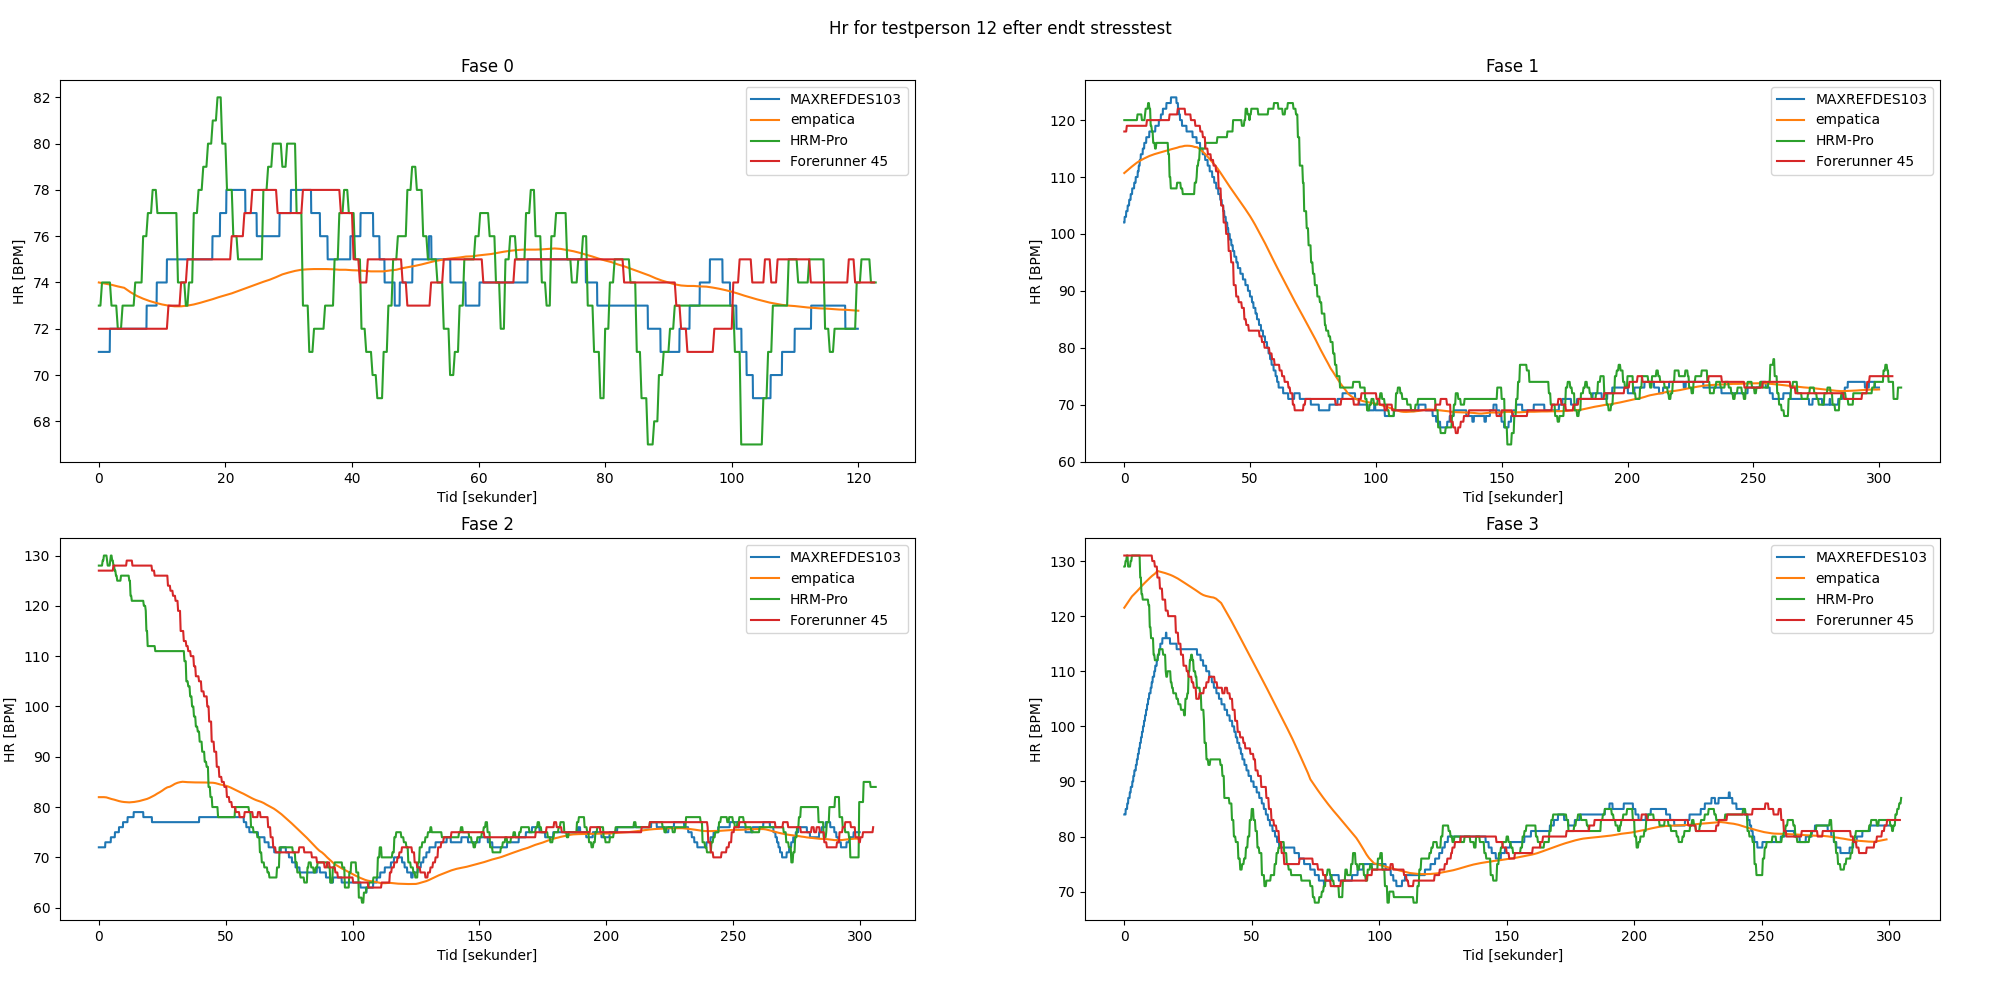 Hr for testperson 12 efter endt stresstest
Fase 0
HR [BPM]
82
80
78
76
74
72
70
68
0 20 40 60 80 100 120
Tid [sekunder]
MAXREFDES103
empatica
HRM-Pro
Forerunner 45
Fase 1
HR [BPM]
120
110
100
90
80
70
60
0 50 100 150 200 250 300
Tid [sekunder]
MAXREFDES103
empatica
HRM-Pro
Forerunner 45
Fase 2
HR [BPM]
130
120
110
100
90
80
70
60
0 50 100 150 200 250 300
Tid [sekunder]
MAXREFDES103
empatica
HRM-Pro
Forerunner 45
Fase 3
HR [BPM]
130
120
110
100
90
80
70
0 50 100 150 200 250 300
Tid [sekunder]
MAXREFDES103
empatica
HRM-Pro
Forerunner 45